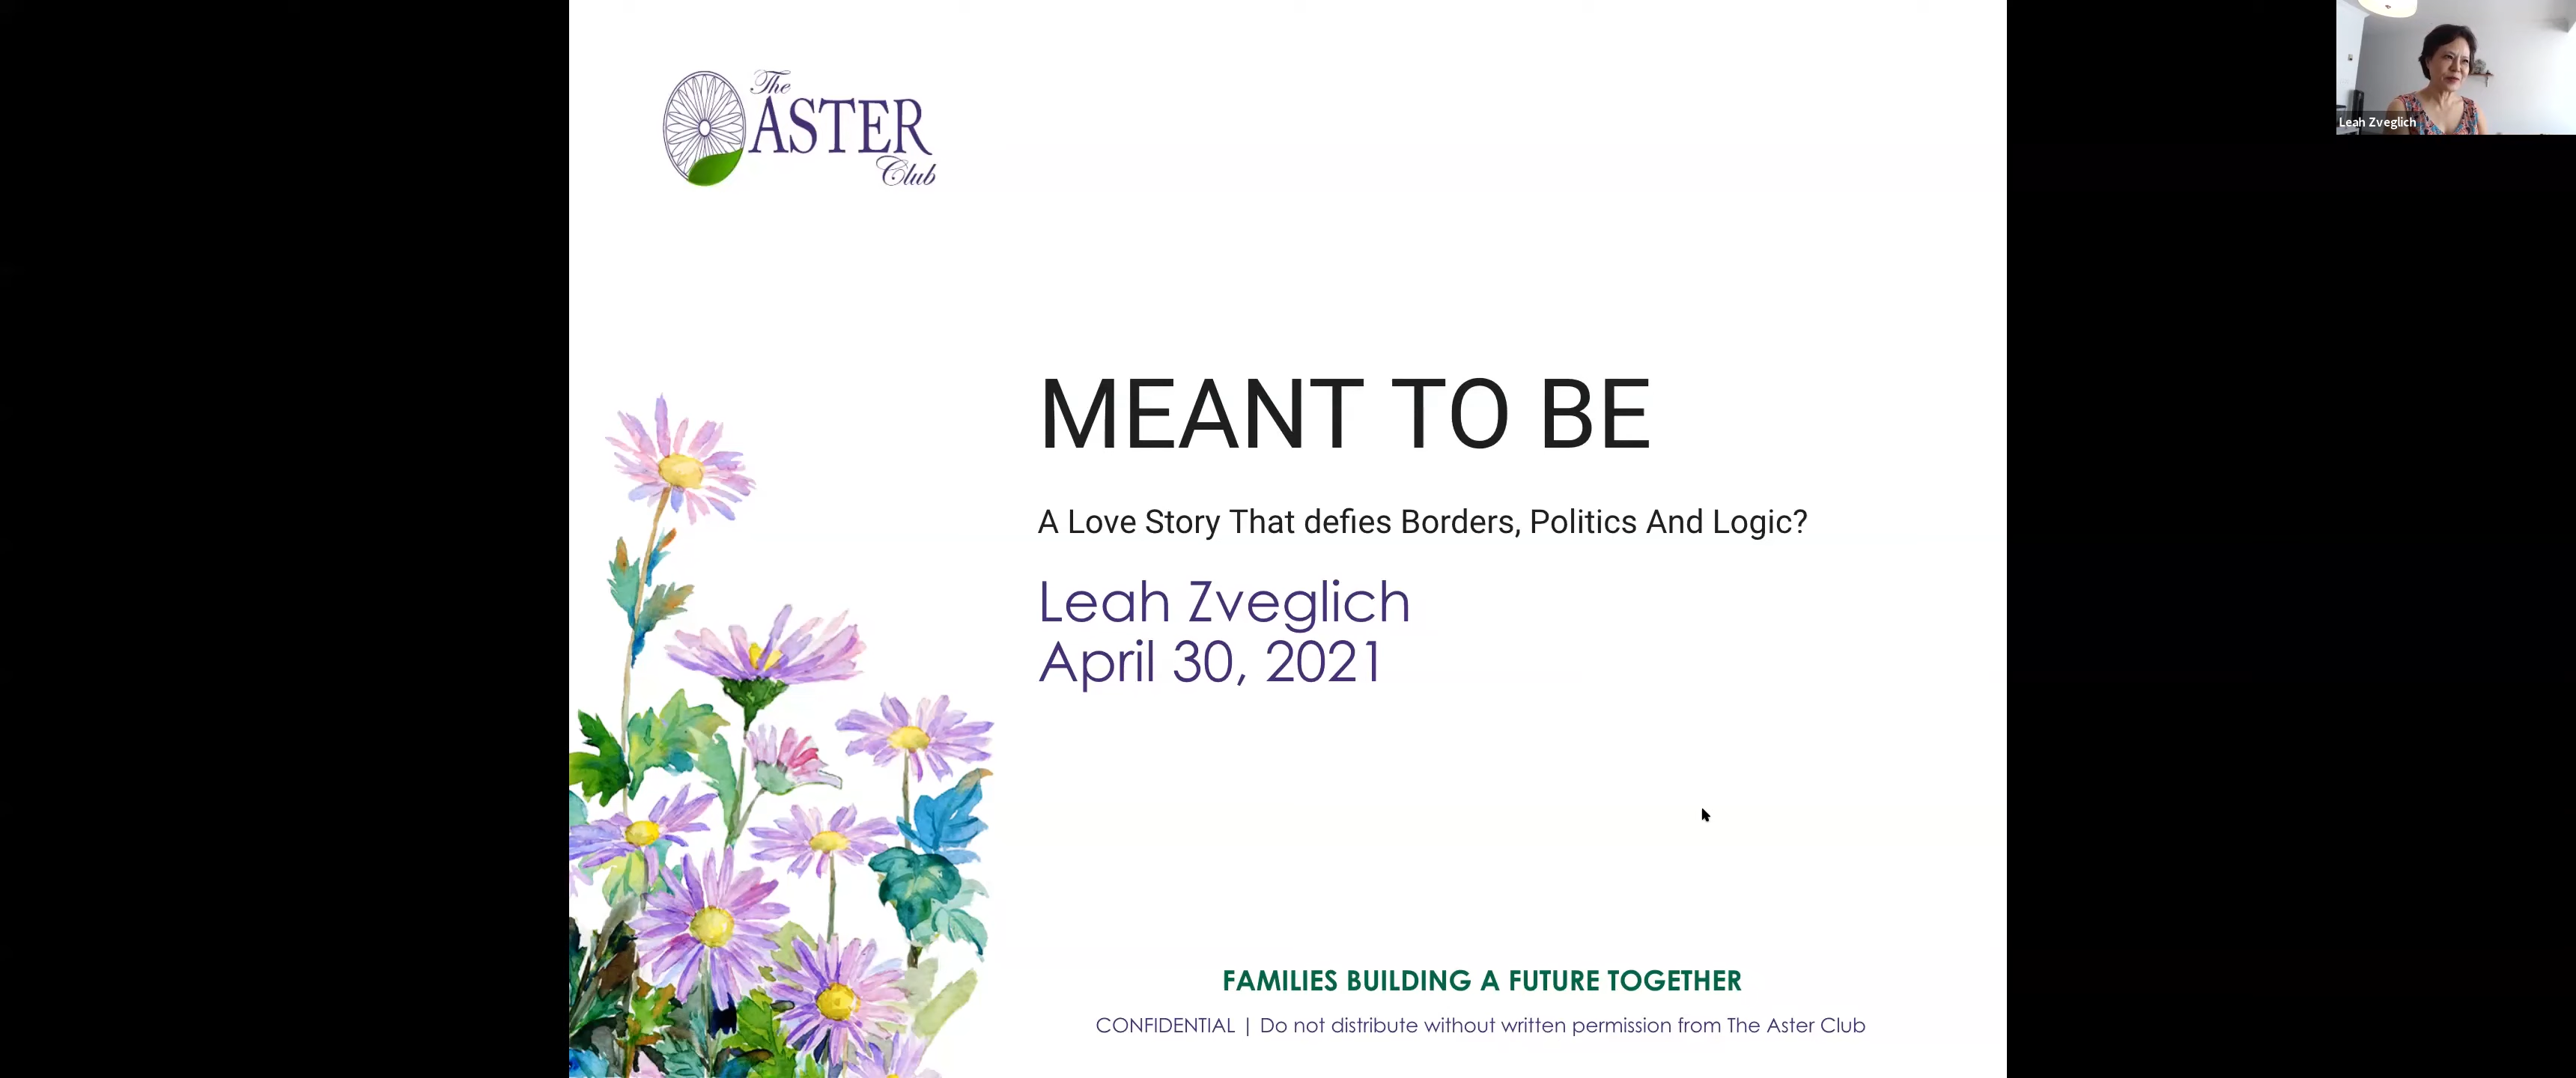 The
ASTER
Club
Leah Zveglich
MEANT TO BE
A Love Story That defies Borders, Politics And Logic?
Leah Zveglich
April 30, 2021
FAMILIES BUILDING A FUTURE TOGETHER
CONFIDENTIAL | Do not distribute without written permission from The Aster Club